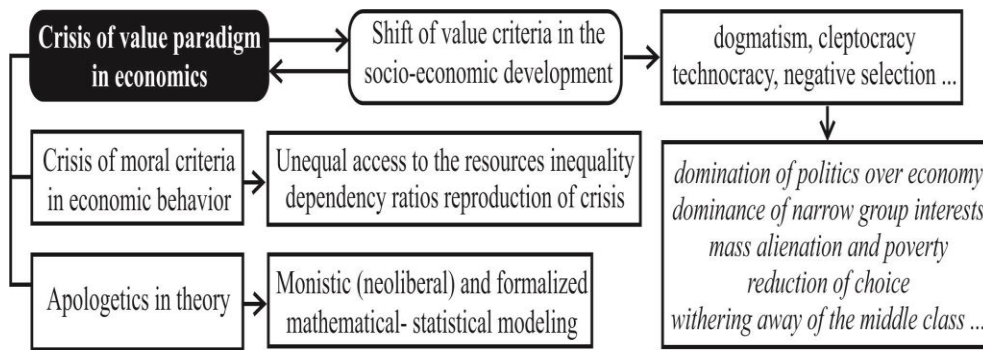 Crisis of value paradigm
in economics
Shift of value criteria in the
socio-economic development
dogmatism, cleptocracy
technocracy, negative selection ...
Crisis of moral criteria
in economic behavior
Unequal access to the resources inequality
dependency ratios reproduction of crisis
domination of politics over economy
dominance of narrow group interests
mass alienation and poverty
reduction of choice
withering away of the middle class ...
Apologetics in theory
Monistic (neoliberal) and formalized
mathematical- statistical modeling